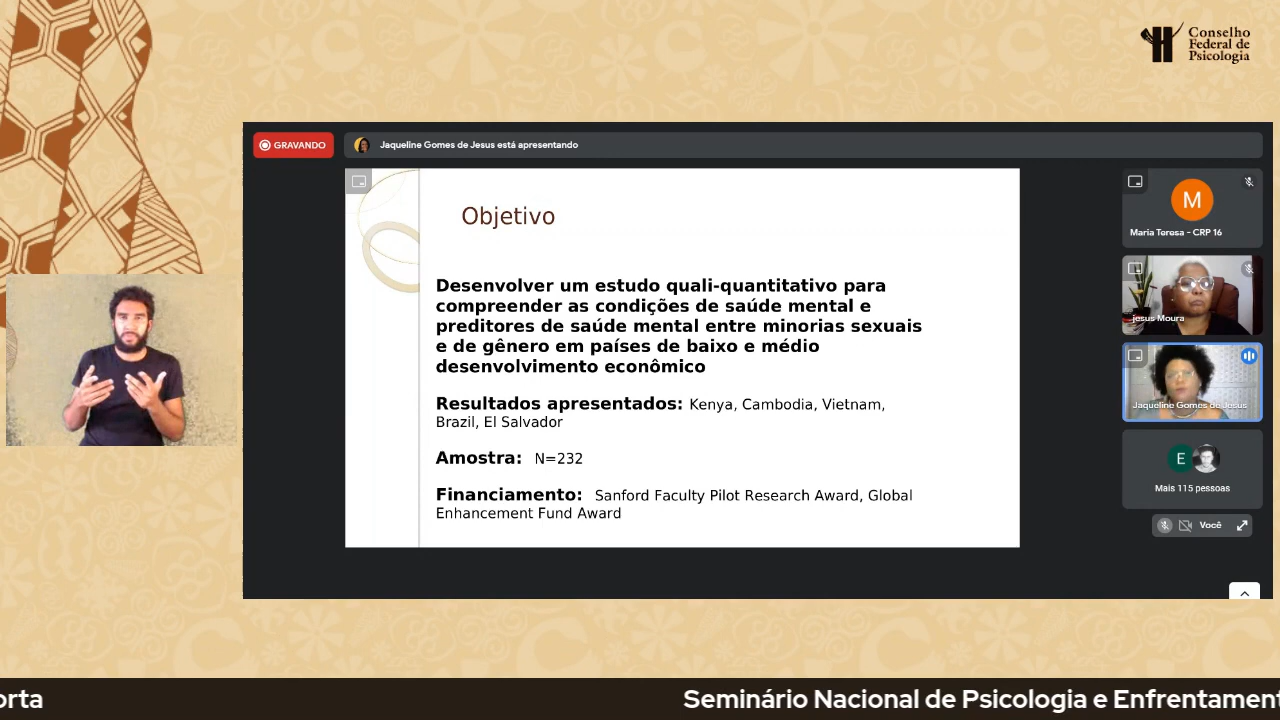 Conselho
Federal de
Psicologia
GRAVANDO
Jaqueline Gomes de Jesus está apresentando
Objetivo
Desenvolver um estudo quali-quantitativo para
compreender as condições de saúde mental e
preditores de saúde mental entre minorias sexuais
e de gênero em países de baixo e médio
desenvolvimento econômico
Resultados apresentados: Kenya, Cambodia, Vietnam,
Brazil, El Salvador
Amostra: N=232
Financiamento: Sanford Faculty Pilot Research Award, Global
Enhancement Fund Award
M
Maria Teresa - CRP 16
jesus Moura
Jaqueline Gomes de Jesus
E
Mais 115 pessoas
Você
orta
Seminário Nacional de Psicologia e Enfrentament